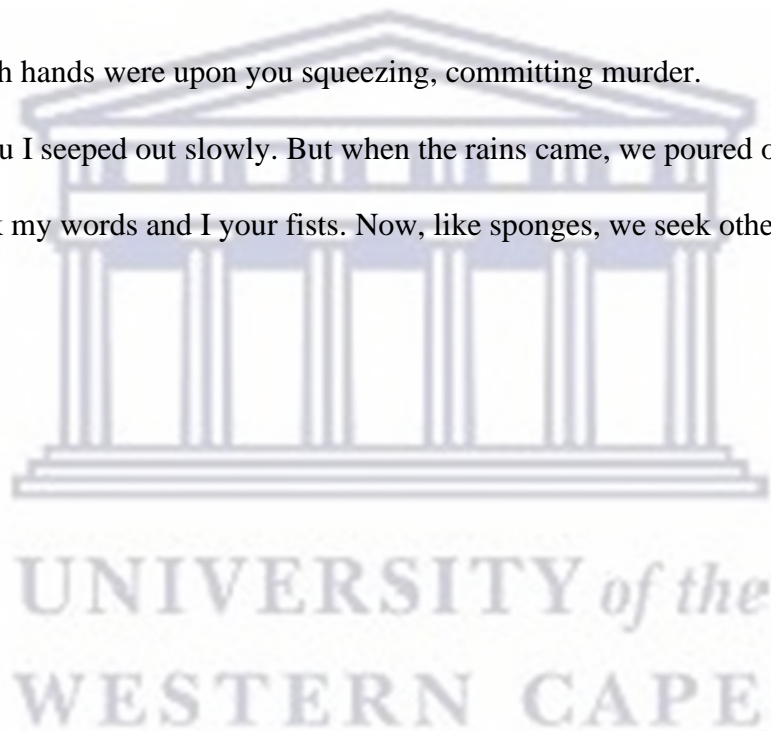 h hands were upon you squeezing, committing murder.
u I seeped out slowly. But when the rains came, we poured o
k my words and I your fists. Now, like sponges, we seek othe
UNIVERSITY of the
WESTERN CAPE